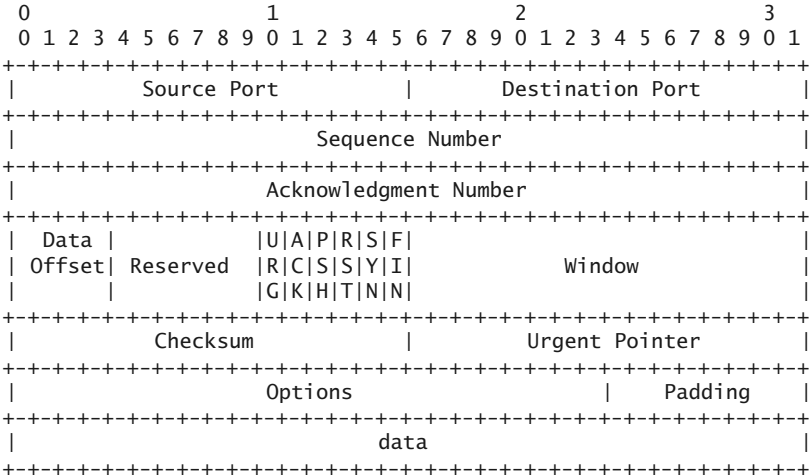 0                   1                   2                   3
 0 1 2 3 4 5 6 7 8 9 0 1 2 3 4 5 6 7 8 9 0 1 2 3 4 5 6 7 8 9 0 1
+-+-+-+-+-+-+-+-+-+-+-+-+-+-+-+-+-+-+-+-+-+-+-+-+-+-+-+-+-+-+-+-+
|          Source Port          |       Destination Port        |
+-+-+-+-+-+-+-+-+-+-+-+-+-+-+-+-+-+-+-+-+-+-+-+-+-+-+-+-+-+-+-+-+
|                        Sequence Number                        |
+-+-+-+-+-+-+-+-+-+-+-+-+-+-+-+-+-+-+-+-+-+-+-+-+-+-+-+-+-+-+-+-+
|                    Acknowledgment Number                      |
+-+-+-+-+-+-+-+-+-+-+-+-+-+-+-+-+-+-+-+-+-+-+-+-+-+-+-+-+-+-+-+-+
|  Data |           |U|A|P|R|S|F|                               |
| Offset| Reserved  |R|C|S|S|Y|I|            Window             |
|       |           |G|K|H|T|N|N|                               |
+-+-+-+-+-+-+-+-+-+-+-+-+-+-+-+-+-+-+-+-+-+-+-+-+-+-+-+-+-+-+-+-+
|           Checksum            |         Urgent Pointer        |
+-+-+-+-+-+-+-+-+-+-+-+-+-+-+-+-+-+-+-+-+-+-+-+-+-+-+-+-+-+-+-+-+
|                    Options                    |    Padding    |
+-+-+-+-+-+-+-+-+-+-+-+-+-+-+-+-+-+-+-+-+-+-+-+-+-+-+-+-+-+-+-+-+
|                             data                              |
+-+-+-+-+-+-+-+-+-+-+-+-+-+-+-+-+-+-+-+-+-+-+-+-+-+-+-+-+-+-+-+-+